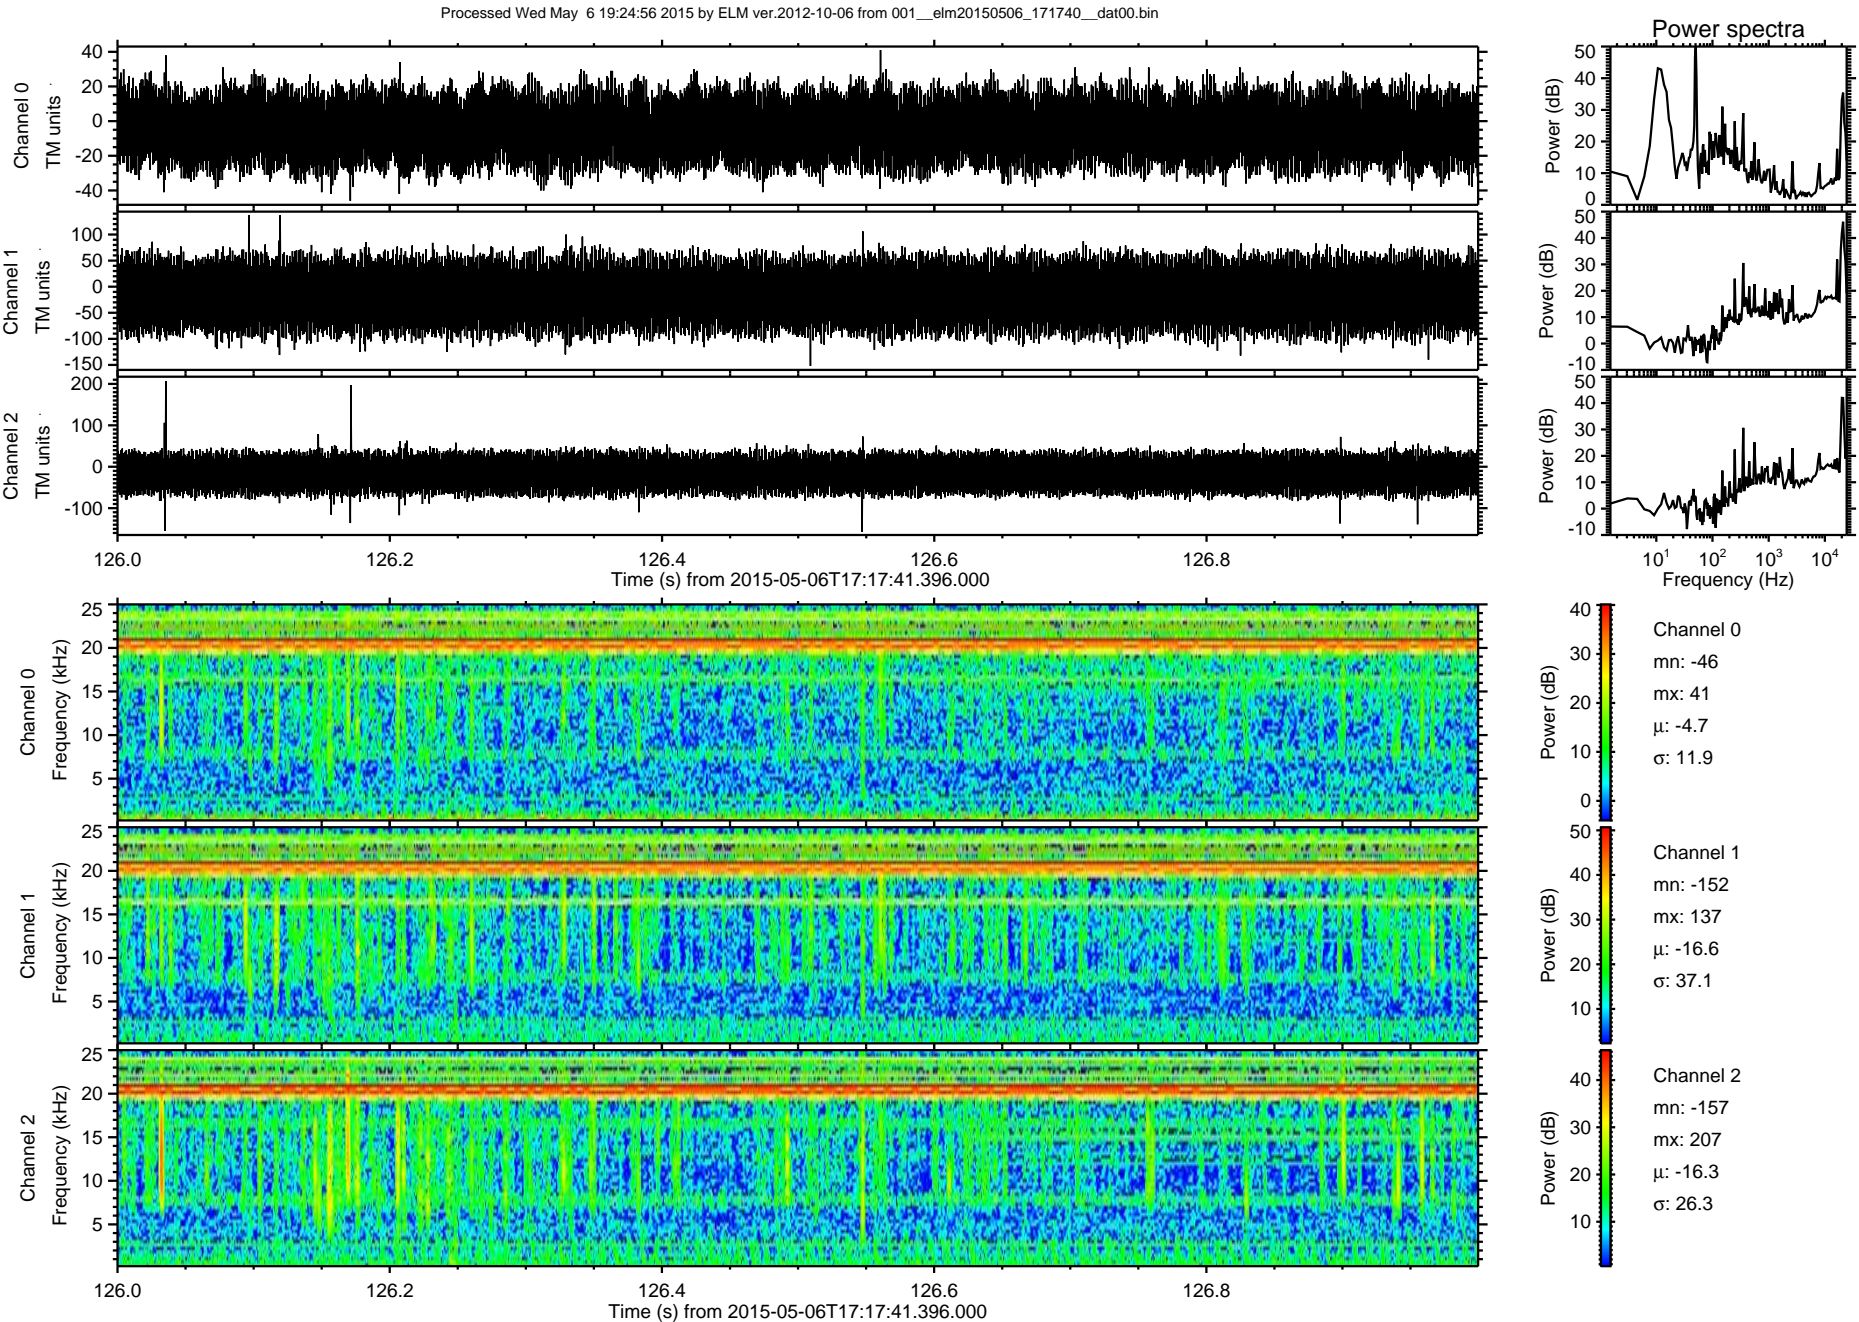 Processed Wed May  6 19:24:56 2015 by ELM ver.2012-10-06 from 001__elm20150506_171740__dat00.bin
Power spectra
Channel 0
TM units
40
20
0
-20
-40
Power (dB)
50
40
30
20
10
0
Channel 1
TM units
100
50
0
-50
-100
-150
Power (dB)
50
40
30
20
10
0
-10
Channel 2
TM units
200
100
0
-100
Power (dB)
50
40
30
20
10
0
-10
126.0 126.2 126.4 126.6 126.8
Time (s) from 2015-05-06T17:17:41.396.000
10¹ 10² 10³ 10⁴
Frequency (Hz)
Channel 0
Frequency (kHz)
25
20
15
10
5
Power (dB)
40
30
20
10
0
Channel 0
mn: -46
mx: 41
μ: -4.7
σ: 11.9
Channel 1
Frequency (kHz)
25
20
15
10
5
Power (dB)
50
40
30
20
10
Channel 1
mn: -152
mx: 137
μ: -16.6
σ: 37.1
Channel 2
Frequency (kHz)
25
20
15
10
5
Power (dB)
40
30
20
10
Channel 2
mn: -157
mx: 207
μ: -16.3
σ: 26.3
126.0 126.2 126.4 126.6 126.8
Time (s) from 2015-05-06T17:17:41.396.000